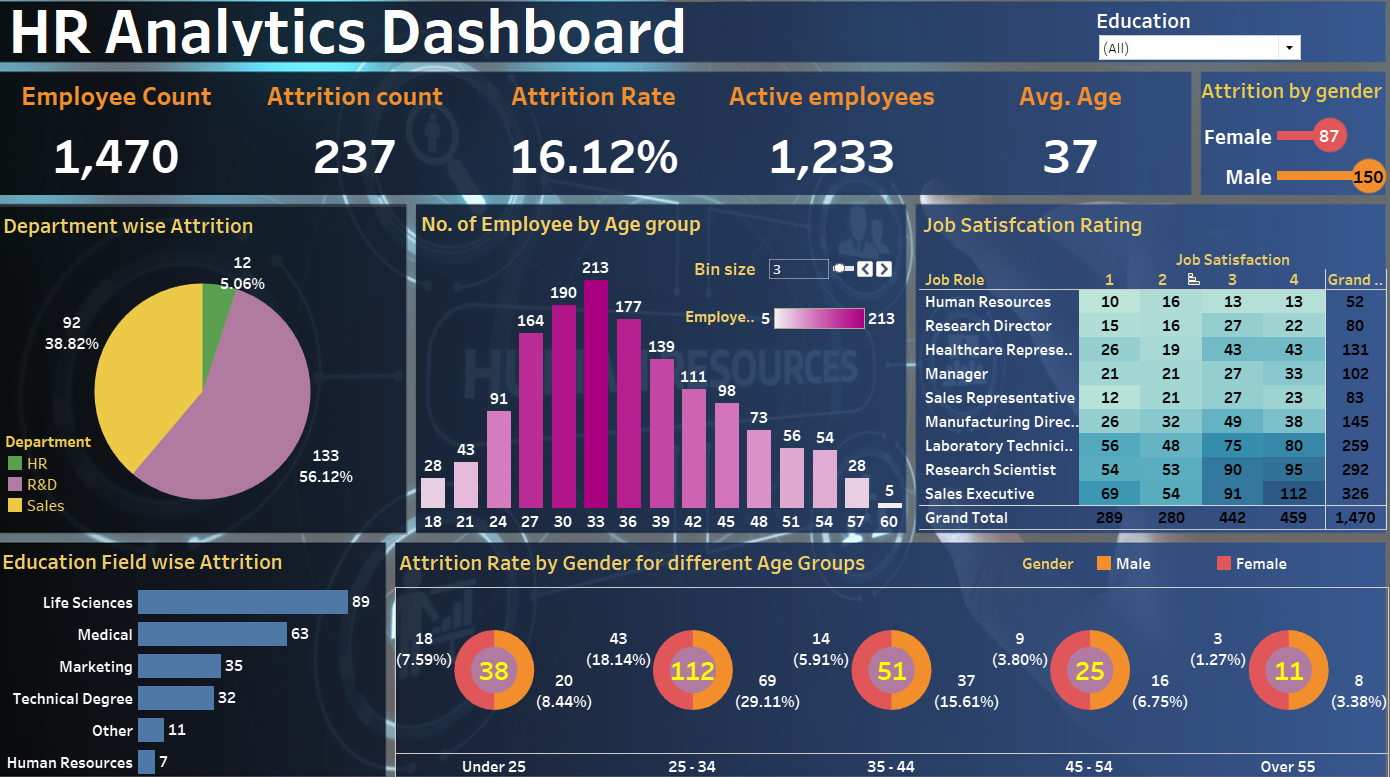 HR Analytics Dashboard
Education
(All)
Employee Count
1,470
Attrition count
237
Attrition Rate
16.12%
Active employees
1,233
Avg. Age
37
Attrition by gender
Female 87
Male 150
Department wise Attrition
12
5.06%
92
38.82%
133
56.12%
Department
HR
R&D
Sales
No. of Employee by Age group
Bin size 3
Employe.. 5 213
28 43 91 164 190 213 177 139 111 98 73 56 54 28 5
18 21 24 27 30 33 36 39 42 45 48 51 54 57 60
HUMAN RESOURCES
Job Satisfcation Rating
Job Satisfaction
Job Role 1 2 3 4 Grand ..
Human Resources 10 16 13 13 52
Research Director 15 16 27 22 80
Healthcare Represe.. 26 19 43 43 131
Manager 21 21 27 33 102
Sales Representative 12 21 27 23 83
Manufacturing Direc.. 26 32 49 38 145
Laboratory Technici.. 56 48 75 80 259
Research Scientist 54 53 90 95 292
Sales Executive 69 54 91 112 326
Grand Total 289 280 442 459 1,470
Education Field wise Attrition
Life Sciences 89
Medical 63
Marketing 35
Technical Degree 32
Other 11
Human Resources 7
Attrition Rate by Gender for different Age Groups
Gender Male Female
18
(7.59%)
38
20
(8.44%)
43
(18.14%)
112
69
(29.11%)
14
(5.91%)
51
37
(15.61%)
9
(3.80%)
25
16
(6.75%)
3
(1.27%)
11
8
(3.38%)
Under 25 25 - 34 35 - 44 45 - 54 Over 55